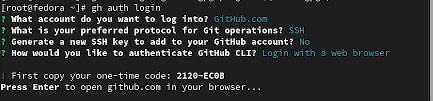 [root@fedora ~]# gh auth login
? What account do you want to log into? GitHub.com
? What is your preferred protocol for Git operations? SSH
? Generate a new SSH key to add to your GitHub account? No
? How would you like to authenticate GitHub CLI? Login with a web browser
! First copy your one-time code: 2120-EC0B
Press Enter to open github.com in your browser...